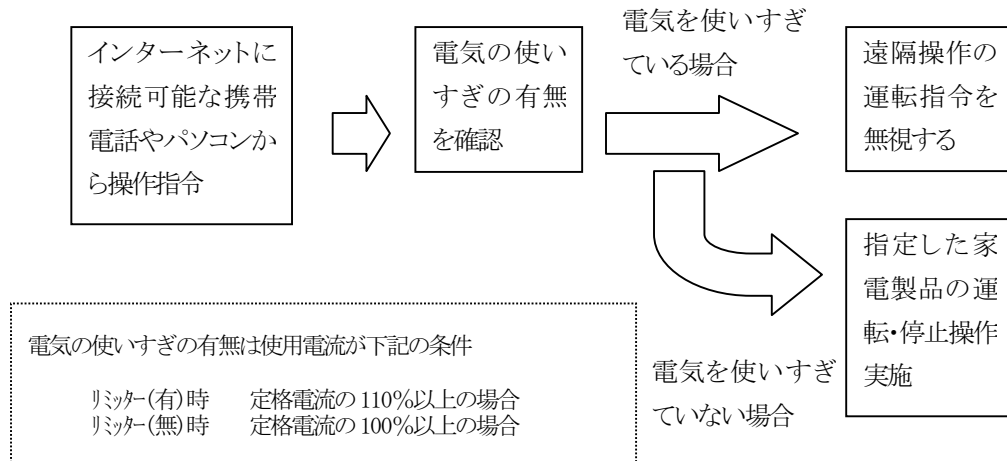 インターネットに
接続可能な携帯
電話やパソコンか
ら操作指令
電気の使い
すぎの有無
を確認
電気を使いすぎ
ている場合
遠隔操作の
運転指令を
無視する
指定した家
電製品の運
転・停止操作
実施
電気を使いすぎ
ていない場合
電気の使いすぎの有無は使用電流が下記の条件
ﾘﾐｯﾀｰ(有)時　定格電流の 110％以上の場合
ﾘﾐｯﾀｰ(無)時　定格電流の 100％以上の場合